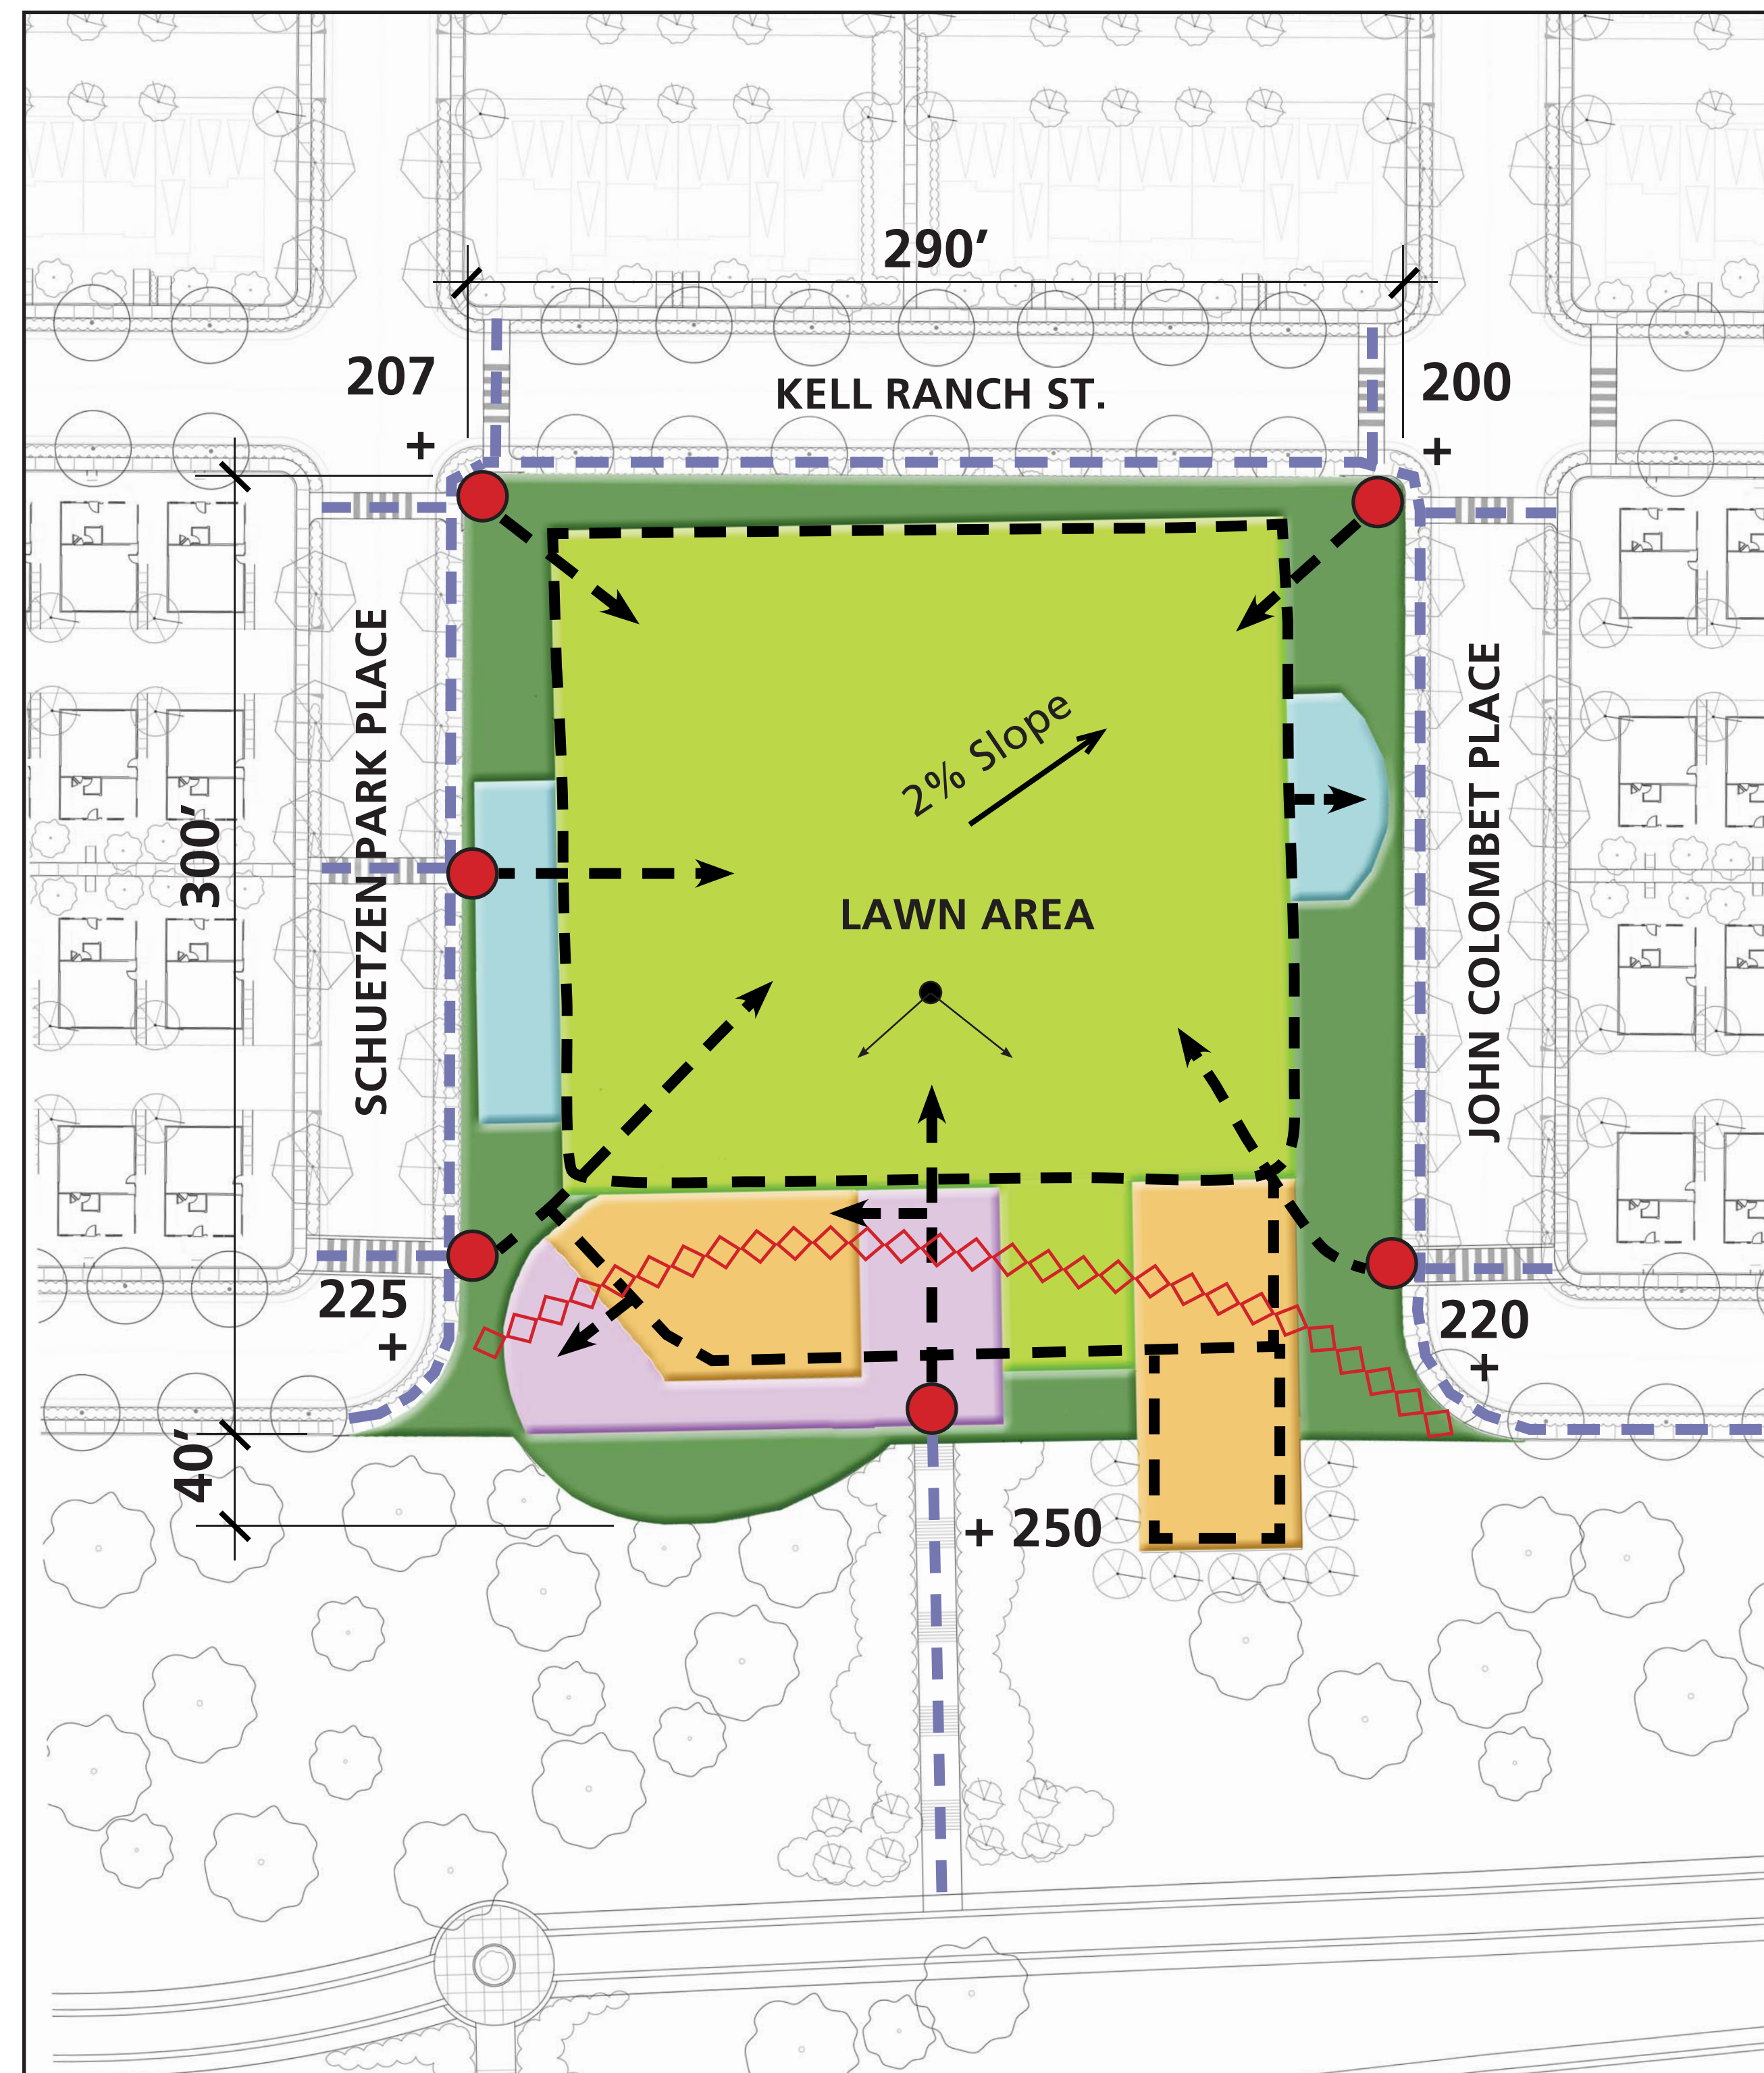 290’
207
KELL RANCH ST.
200
+
+
SCHUETZEN PARK PLACE
300’
2% Slope
LAWN AREA
JOHN COLOMBET PLACE
225
+
220
+
40’
+ 250